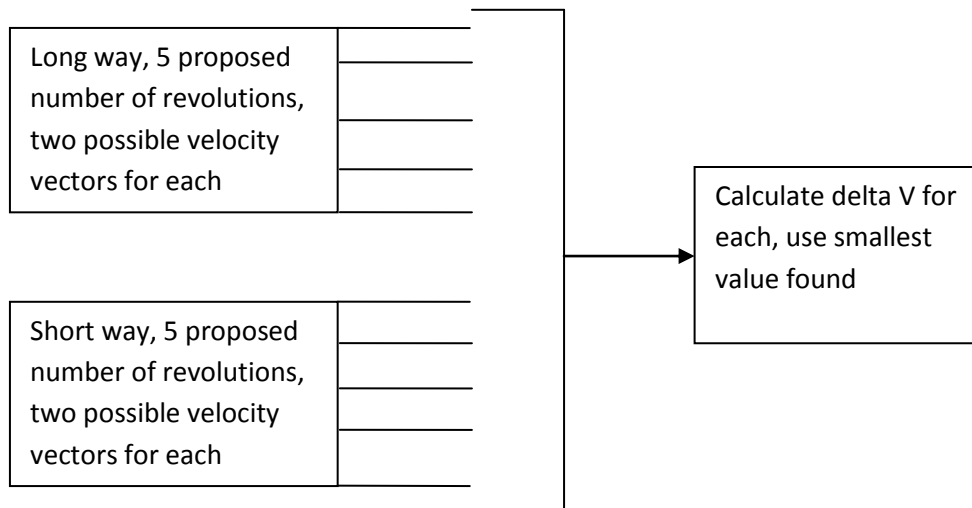 Long way, 5 proposed
number of revolutions,
two possible velocity
vectors for each
Short way, 5 proposed
number of revolutions,
two possible velocity
vectors for each
Calculate delta V for
each, use smallest
value found